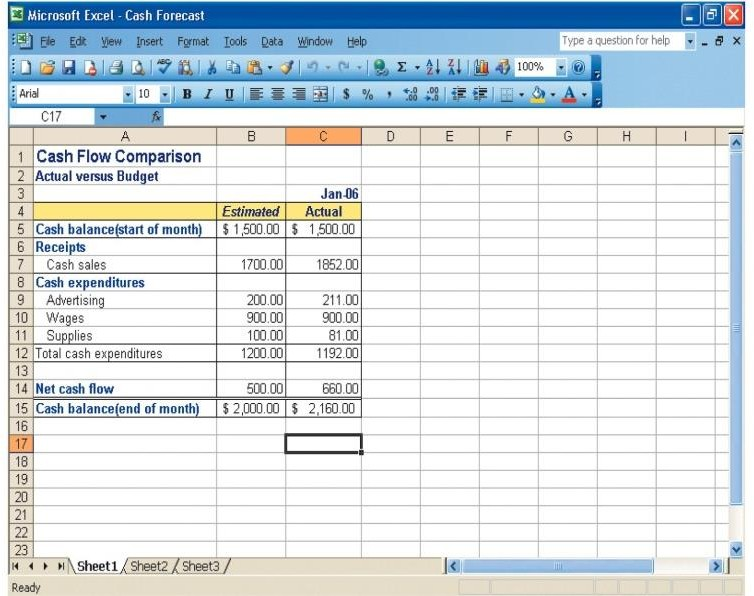 Microsoft Excel - Cash Forecast
File Edit View Insert Format Tools Data Window Help Type a question for help
Σ 100%
Arial 10 B I U $ % , A
C17 fx
A B C D E F G H I
1 Cash Flow Comparison
2 Actual versus Budget
3 Jan-06
4 Estimated Actual
5 Cash balance(start of month) $ 1,500.00 $ 1,500.00
6 Receipts
7 Cash sales 1700.00 1852.00
8 Cash expenditures
9 Advertising 200.00 211.00
10 Wages 900.00 900.00
11 Supplies 100.00 81.00
12 Total cash expenditures 1200.00 1192.00
13
14 Net cash flow 500.00 660.00
15 Cash balance(end of month) $ 2,000.00 $ 2,160.00
16
17
18
19
20
21
22
23
Sheet1 Sheet2 Sheet3
Ready